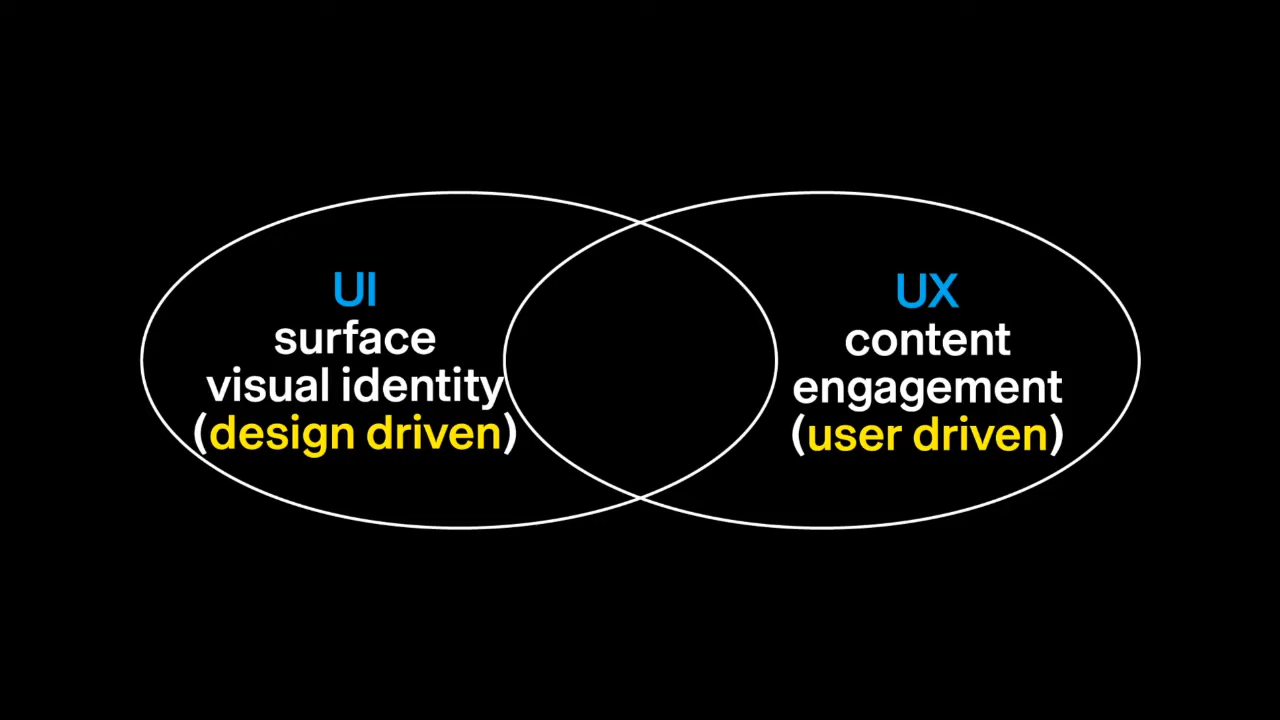 UI
surface
visual identity
(design driven)
UX
content
engagement
(user driven)